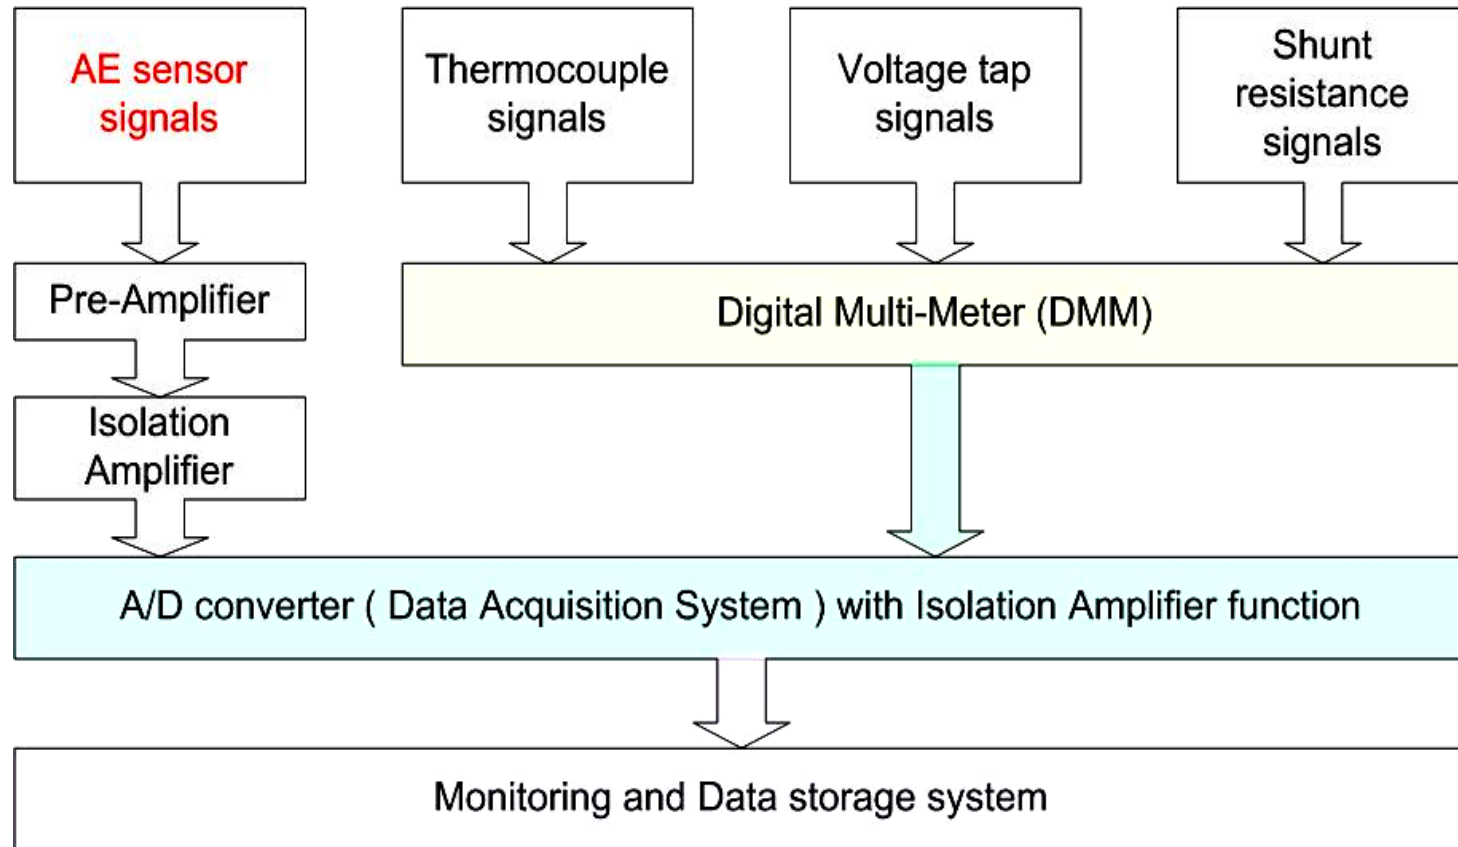 AE sensor
signals
Thermocouple
signals
Voltage tap
signals
Shunt
resistance
signals
Pre-Amplifier
Digital Multi-Meter (DMM)
Isolation
Amplifier
A/D converter ( Data Acquisition System ) with Isolation Amplifier function
Monitoring and Data storage system